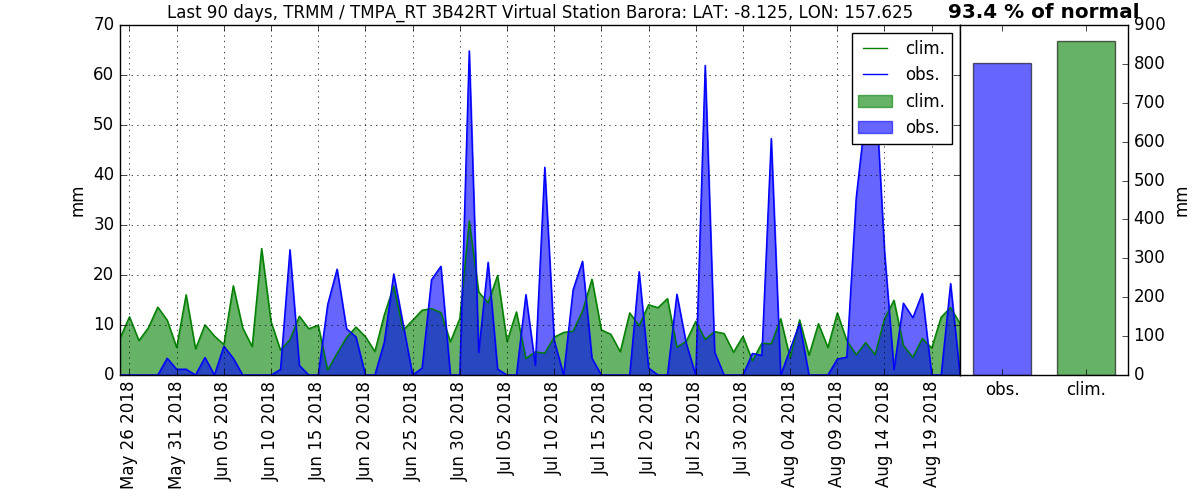 Last 90 days, TRMM / TMPA_RT 3B42RT Virtual Station Barora: LAT: -8.125, LON: 157.625
93.4 % of normal
70
60
50
40
30
20
10
0
mm
clim.
obs.
clim.
obs.
May 26 2018
May 31 2018
Jun 05 2018
Jun 10 2018
Jun 15 2018
Jun 20 2018
Jun 25 2018
Jun 30 2018
Jul 05 2018
Jul 10 2018
Jul 15 2018
Jul 20 2018
Jul 25 2018
Jul 30 2018
Aug 04 2018
Aug 09 2018
Aug 14 2018
Aug 19 2018
900
800
700
600
500
400
300
200
100
0
mm
obs.
clim.